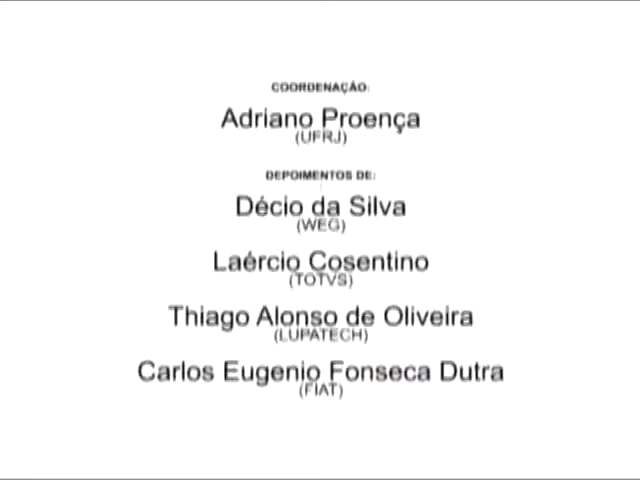 COORDENAÇÃO:
Adriano Proença
(UFRJ)
DEPOIMENTOS DE:
Décio da Silva
(WEG)
Laércio Cosentino
(TOTVS)
Thiago Alonso de Oliveira
(LUPATECH)
Carlos Eugenio Fonseca Dutra
(FIAT)